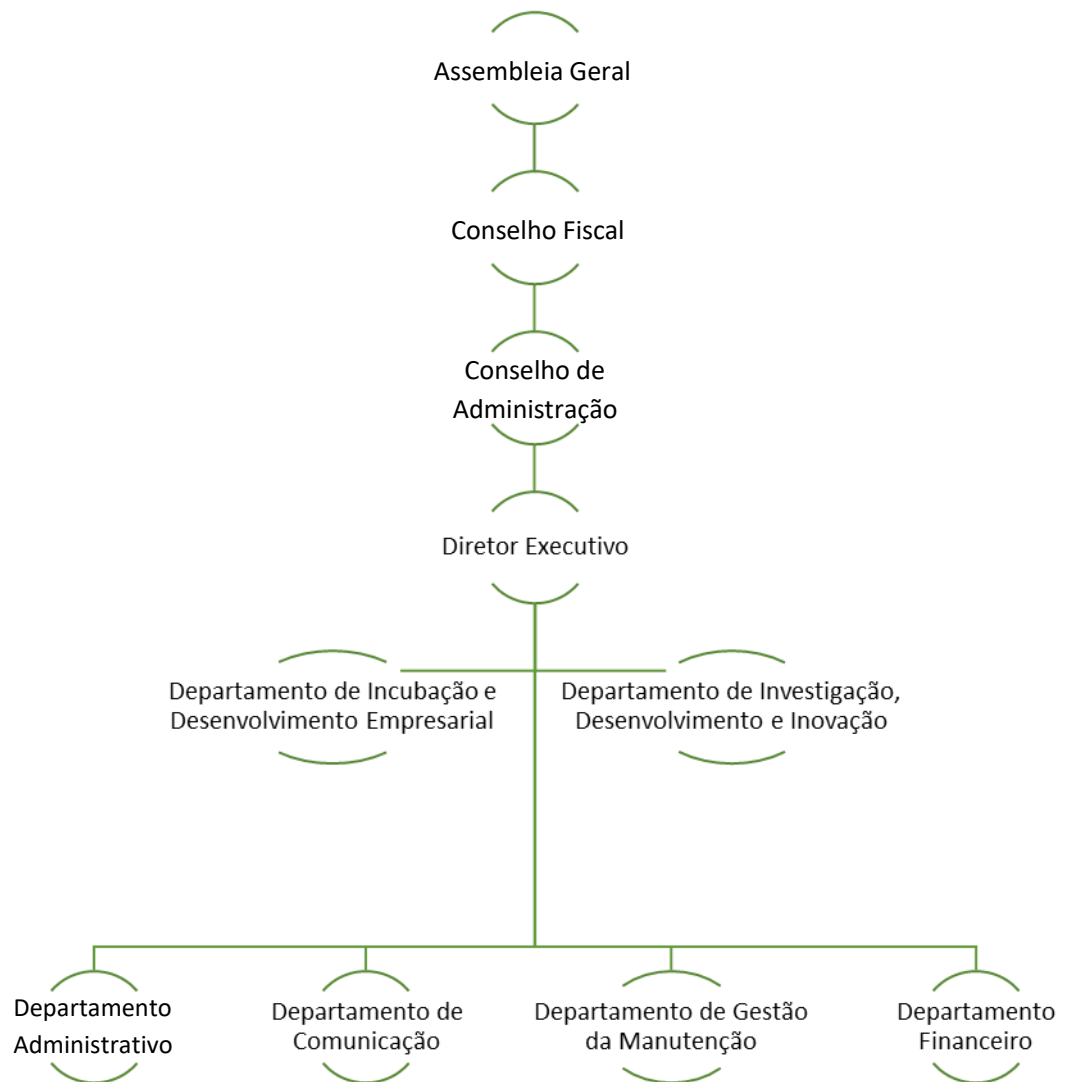 Assembleia Geral
Conselho Fiscal
Conselho de
Administração
Diretor Executivo
Departamento de Incubação e
Desenvolvimento Empresarial
Departamento de Investigação,
Desenvolvimento e Inovação
Departamento
Administrativo
Departamento de
Comunicação
Departamento de Gestão
da Manutenção
Departamento
Financeiro